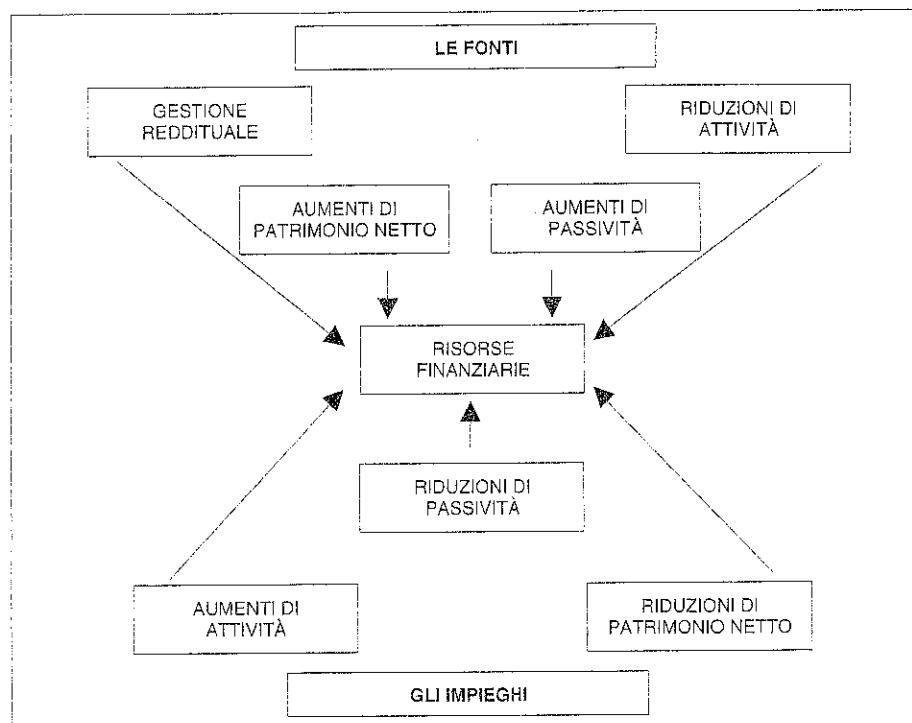 LE FONTI
GESTIONE
REDDITUALE
RIDUZIONI DI
ATTIVITÀ
AUMENTI DI
PATRIMONIO NETTO
AUMENTI DI
PASSIVITÀ
RISORSE
FINANZIARIE
RIDUZIONI DI
PASSIVITÀ
AUMENTI DI
ATTIVITÀ
RIDUZIONI DI
PATRIMONIO NETTO
GLI IMPIEGHI